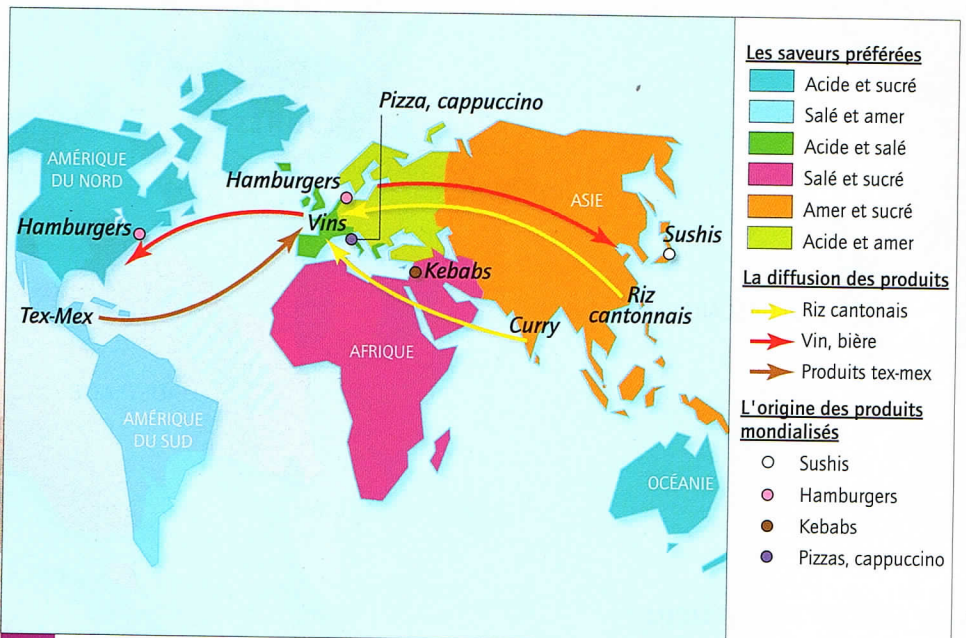 Pizza, cappuccino
AMÉRIQUE
DU NORD
Hamburgers
ASIE
Hamburgers
Vins
Sushis
Kebabs
Tex-Mex
Riz
cantonnais
Curry
AFRIQUE
AMÉRIQUE
DU SUD
OCÉANIE
Les saveurs préférées
Acide et sucré
Salé et amer
Acide et salé
Salé et sucré
Amer et sucré
Acide et amer
La diffusion des produits
Riz cantonais
Vin, bière
Produits tex-mex
L'origine des produits
mondialisés
Sushis
Hamburgers
Kebabs
Pizzas, cappuccino